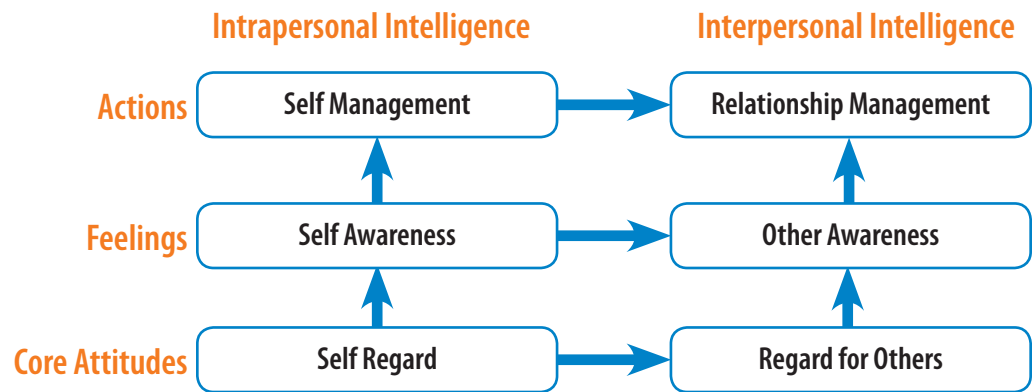 Intrapersonal Intelligence
Interpersonal Intelligence
Actions
Self Management
Relationship Management
Feelings
Self Awareness
Other Awareness
Core Attitudes
Self Regard
Regard for Others